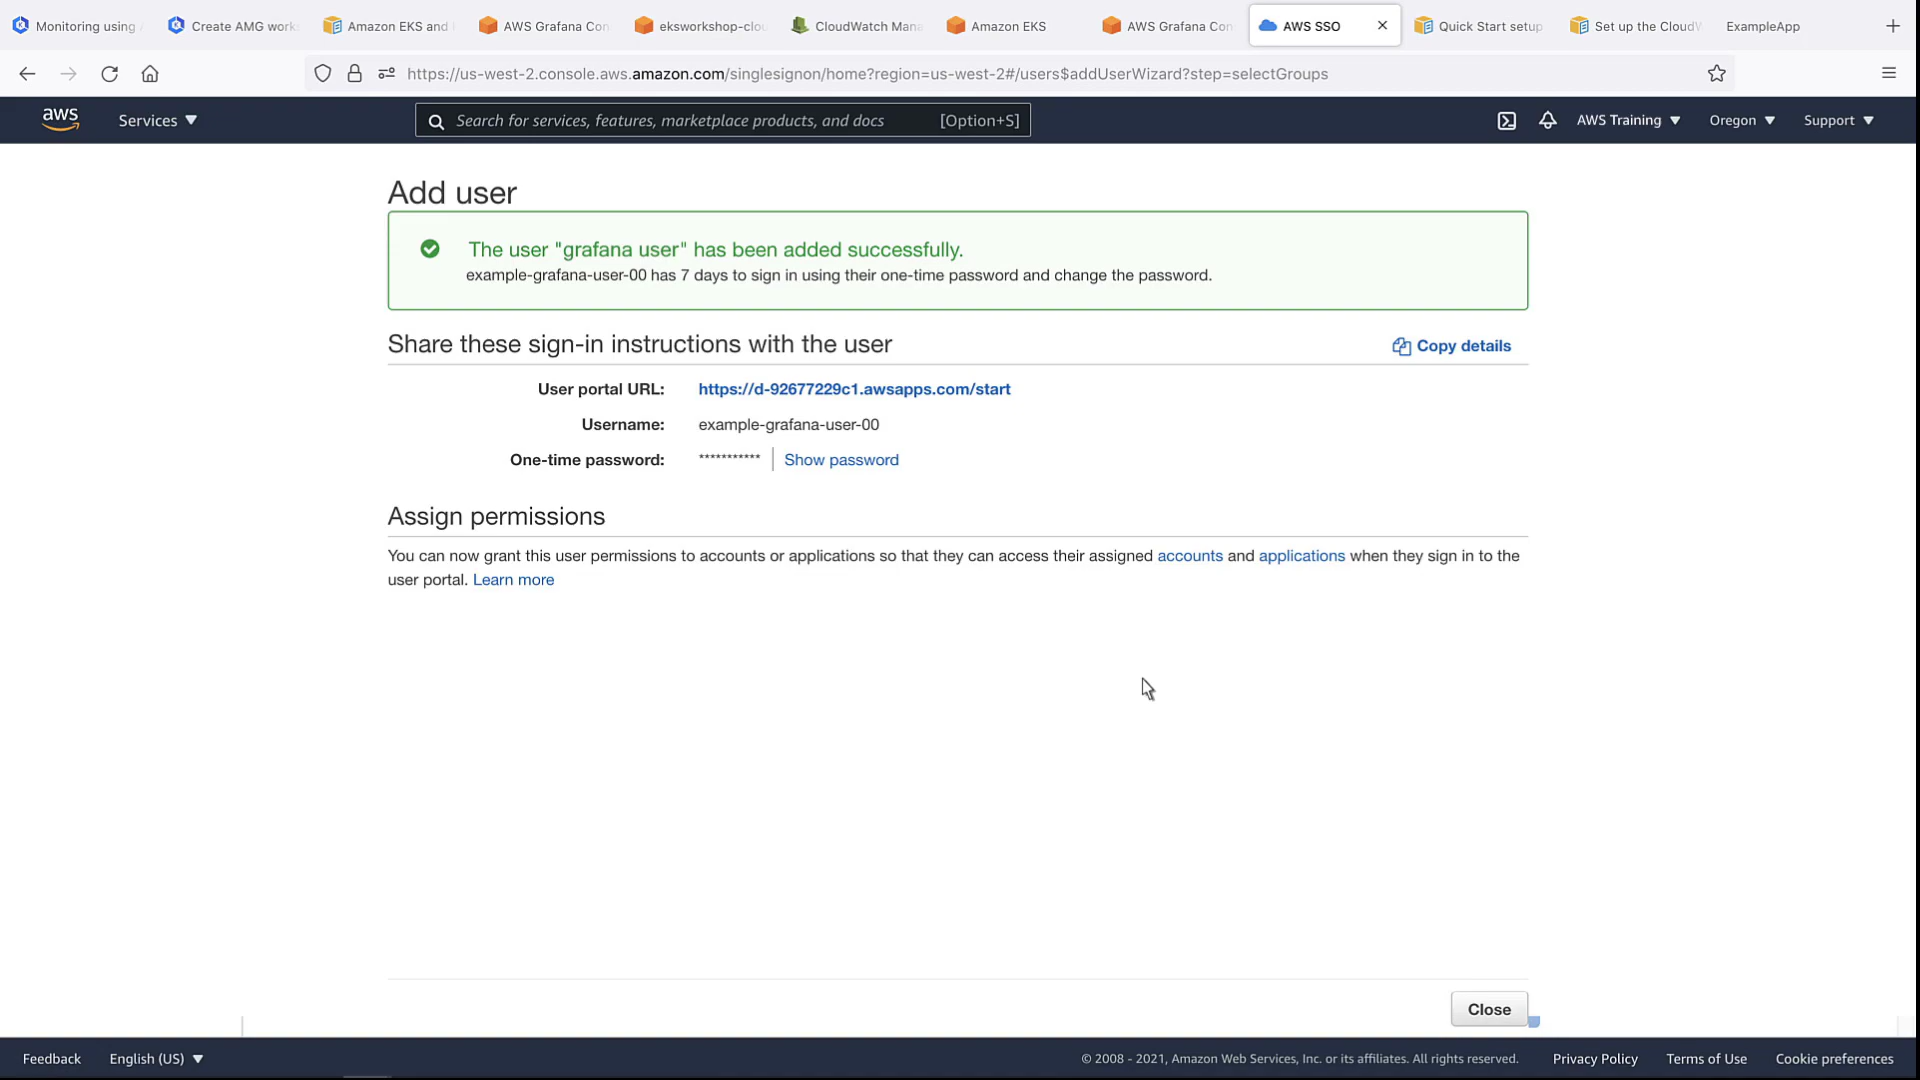 Monitoring using
Create AMG work
Amazon EKS and
AWS Grafana Con
eksworkshop-clo
CloudWatch Mana
Amazon EKS
AWS Grafana Con
AWS SSO
Quick Start setup
Set up the CloudW
ExampleApp
https://us-west-2.console.aws.amazon.com/singlesignon/home?region=us-west-2#/users$addUserWizard?step=selectGroups
aws
Services
Search for services, features, marketplace products, and docs
[Option+S]
AWS Training
Oregon
Support
Add user
The user "grafana user" has been added successfully.
example-grafana-user-00 has 7 days to sign in using their one-time password and change the password.
Share these sign-in instructions with the user
Copy details
User portal URL: https://d-92677229c1.awsapps.com/start
Username: example-grafana-user-00
One-time password: *********** Show password
Assign permissions
You can now grant this user permissions to accounts or applications so that they can access their assigned accounts and applications when they sign in to the
user portal. Learn more
Close
Feedback
English (US)
© 2008 - 2021, Amazon Web Services, Inc. or its affiliates. All rights reserved.
Privacy Policy
Terms of Use
Cookie preferences